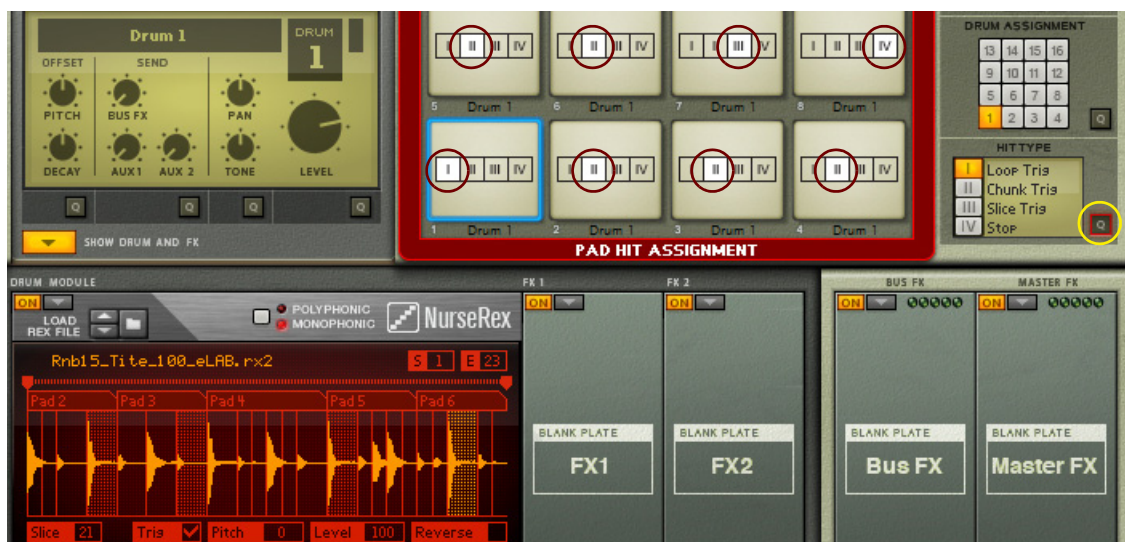 Drum 1
DRUM
1
OFFSET
SEND
PITCH
BUS FX
PAN
DECAY
AUX 1
AUX 2
TONE
LEVEL
Q
Q
Q
Q
SHOW DRUM AND FX
I II III IV
I II III IV
I II III IV
I II III IV
5 Drum 1
6 Drum 1
7 Drum 1
8 Drum 1
I II III IV
I II III IV
I II III IV
I II III IV
1 Drum 1
2 Drum 1
3 Drum 1
4 Drum 1
PAD HIT ASSIGNMENT
DRUM ASSIGNMENT
13 14 15 16
9 10 11 12
5 6 7 8
1 2 3 4
Q
HIT TYPE
I Loop Trig
II Chunk Trig
III Slice Trig
IV Stop
Q
DRUM MODULE
ON
LOAD
REX FILE
POLYPHONIC
MONOPHONIC
NurseRex
Rnb15_Tite_100_eLAB.rx2
S 1
E 23
Pad 2
Pad 3
Pad 4
Pad 5
Pad 6
Slice 21
Trig
Pitch 0
Level 100
Reverse
FX 1
ON
BLANK PLATE
FX1
FX 2
ON
BLANK PLATE
FX2
BUS FX
ON
BLANK PLATE
Bus FX
MASTER FX
ON
BLANK PLATE
Master FX